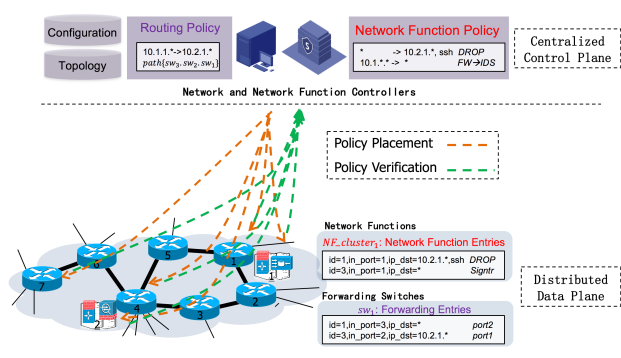 Configuration
Topology
Routing Policy
10.1.1.*->10.2.1.*
path{sw3.sw2.sw1}
Network Function Policy
* -> 10.2.1.*, ssh DROP
10.1.*.* -> * FW→IDS
Centralized
Control Plane
Network and Network Function Controllers
Policy Placement
Policy Verification
Network Functions
NF_cluster1: Network Function Entries
id=1,in_port=1,ip_dst=10.2.1.*,ssh DROP
id=3,in_port=1,ip_dst=* Signtr
Forwarding Switches
sw1: Forwarding Entries
id=1,in_port=3,ip_dst=* port2
id=3,in_port=2,ip_dst=10.2.1.* port1
Distributed
Data Plane
5
6
1
1
7
2
4
3
2